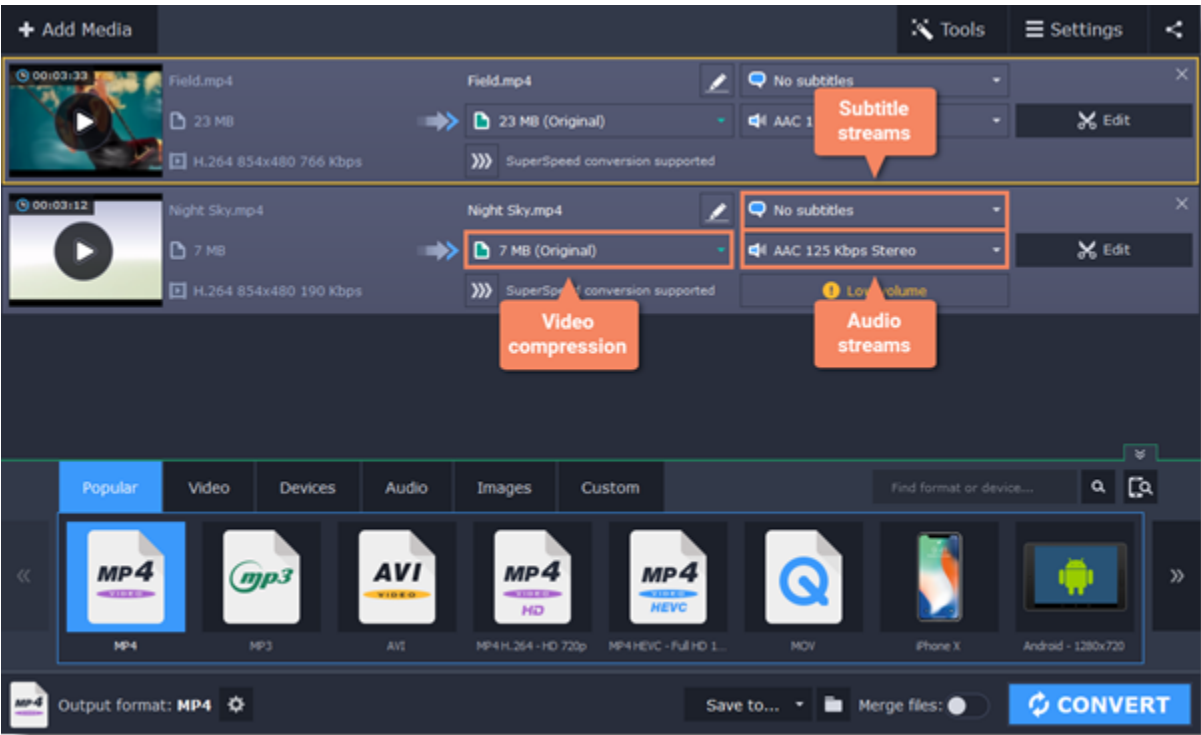 Add Media
Tools
Settings
00:03:33
Field.mp4
Field.mp4
No subtitles
23 MB
23 MB (Original)
AAC 1
Edit
H.264 854x480 766 Kbps
SuperSpeed conversion supported
Subtitle
streams
00:03:12
Night Sky.mp4
Night Sky.mp4
No subtitles
7 MB
7 MB (Original)
AAC 125 Kbps Stereo
Edit
H.264 854x480 190 Kbps
SuperSpeed conversion supported
Low volume
Video
compression
Audio
streams
Popular
Video
Devices
Audio
Images
Custom
Find format or device...
MP4
VIDEO
mp3
AVI
VIDEO
MP4
VIDEO
HD
MP4
VIDEO
HEVC
MP4
MP3
AVI
MP4 H.264 - HD 720p
MP4 HEVC - Full HD 1...
MOV
iPhone X
Android - 1280x720
MP4
Output format: MP4
Save to...
Merge files:
CONVERT